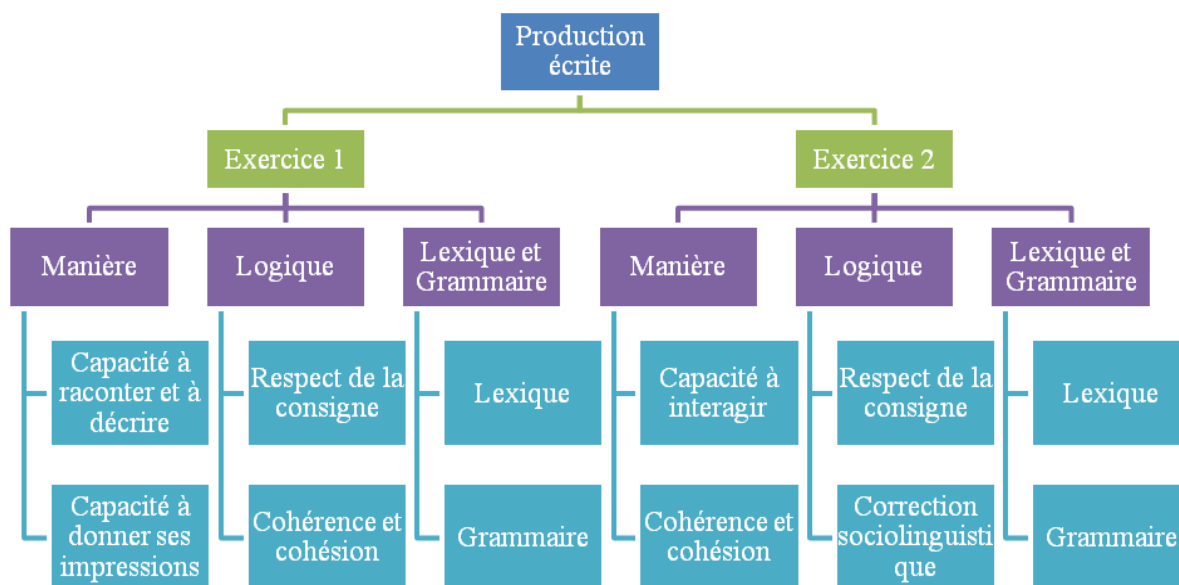 Production
écrite
Exercice 1
Exercice 2
Manière
Logique
Lexique et
Grammaire
Manière
Logique
Lexique et
Grammaire
Capacité à
raconter et à
décrire
Respect de la
consigne
Lexique
Capacité à
interagir
Respect de la
consigne
Lexique
Capacité à
donner ses
impressions
Cohérence et
cohésion
Grammaire
Cohérence et
cohésion
Correction
sociolinguisti
que
Grammaire